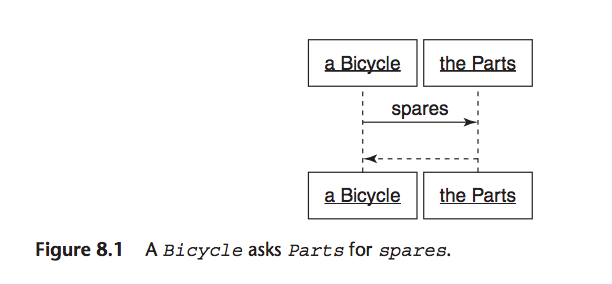 a Bicycle the Parts
spares
a Bicycle the Parts
Figure 8.1 A Bicycle asks Parts for spares.